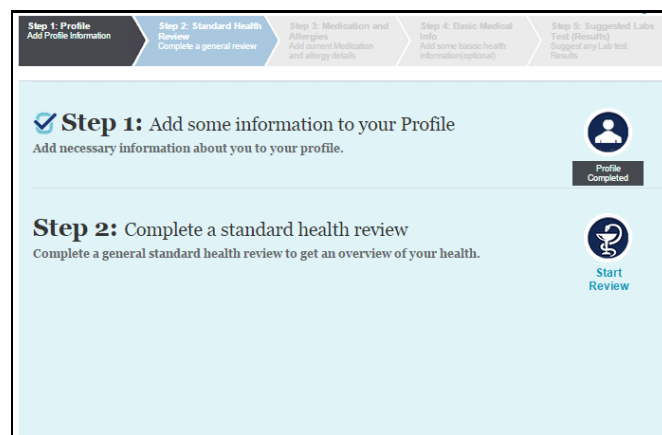 Step 1: Profile
Add Profile Information
Step 2: Standard Health
Review
Complete a general review
Step 3: Medication and
Allergies
Add current Medication
and allergy details
Step 4: Basic Medical
Info
Add some basoic health
information(optional)
Step 5: Suggested Labs
Test (Results)
Suggest any Lab test
Results
Step 1: Add some information to your Profile
Add necessary information about you to your profile.
Profile
Completed
Step 2: Complete a standard health review
Complete a general standard health review to get an overview of your health.
Start
Review